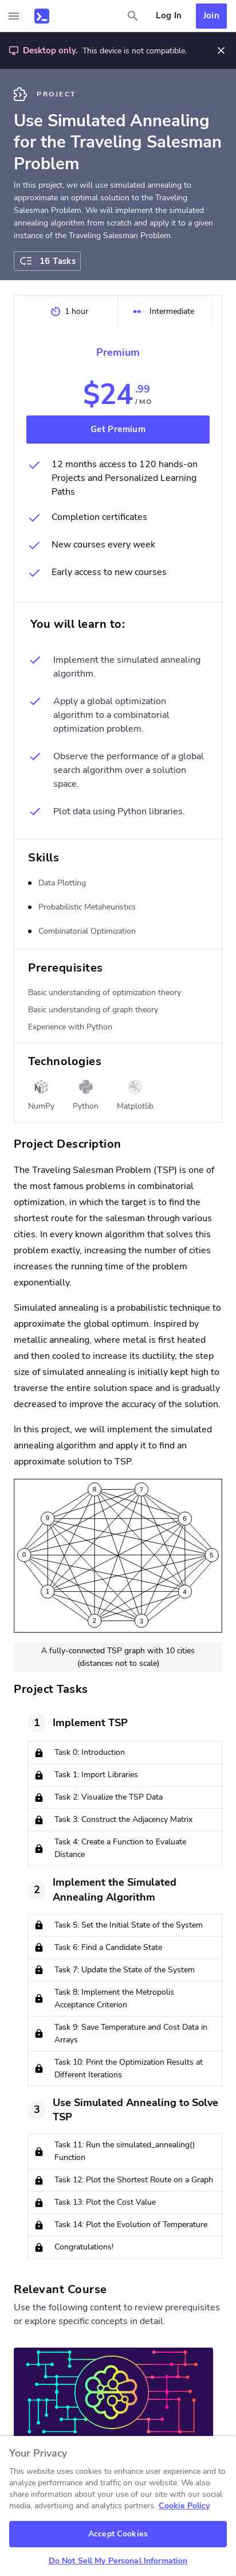 Log In
Join
Desktop only. This device is not compatible.
PROJECT
Use Simulated Annealing
for the Traveling Salesman
Problem
In this project, we will use simulated annealing to
approximate an optimal solution to the Traveling
Salesman Problem. We will implement the simulated
annealing algorithm from scratch and apply it to a given
instance of the Traveling Salesman Problem.
16 Tasks
1 hour
Intermediate
Premium
$24.99
/MO
Get Premium
12 months access to 120 hands-on
Projects and Personalized Learning
Paths
Completion certificates
New courses every week
Early access to new courses
You will learn to:
Implement the simulated annealing
algorithm.
Apply a global optimization
algorithm to a combinatorial
optimization problem.
Observe the performance of a global
search algorithm over a solution
space.
Plot data using Python libraries.
Skills
Data Plotting
Probabilistic Metaheuristics
Combinatorial Optimization
Prerequisites
Basic understanding of optimization theory
Basic understanding of graph theory
Experience with Python
Technologies
NumPy
Python
Matplotlib
Project Description
The Traveling Salesman Problem (TSP) is one of
the most famous problems in combinatorial
optimization, in which the target is to find the
shortest route for the salesman through various
cities. In every known algorithm that solves this
problem exactly, increasing the number of cities
increases the running time of the problem
exponentially.
Simulated annealing is a probabilistic technique to
approximate the global optimum. Inspired by
metallic annealing, where metal is first heated
and then cooled to increase its ductility, the step
size of simulated annealing is initially kept high to
traverse the entire solution space and is gradually
decreased to improve the accuracy of the solution.
In this project, we will implement the simulated
annealing algorithm and apply it to find an
approximate solution to TSP.
8
7
9
6
0
5
1
4
2
3
A fully-connected TSP graph with 10 cities
(distances not to scale)
Project Tasks
1
Implement TSP
Task 0: Introduction
Task 1: Import Libraries
Task 2: Visualize the TSP Data
Task 3: Construct the Adjacency Matrix
Task 4: Create a Function to Evaluate
Distance
2
Implement the Simulated
Annealing Algorithm
Task 5: Set the Initial State of the System
Task 6: Find a Candidate State
Task 7: Update the State of the System
Task 8: Implement the Metropolis
Acceptance Criterion
Task 9: Save Temperature and Cost Data in
Arrays
Task 10: Print the Optimization Results at
Different Iterations
3
Use Simulated Annealing to Solve
TSP
Task 11: Run the simulated_annealing()
Function
Task 12: Plot the Shortest Route on a Graph
Task 13: Plot the Cost Value
Task 14: Plot the Evolution of Temperature
Congratulations!
Relevant Course
Use the following content to review prerequisites
or explore specific concepts in detail.
Your Privacy
This website uses cookies to enhance user experience and to
analyze performance and traffic on our website. We also
share information about your use of our site with our social
media, advertising and analytics partners. Cookie Policy
Accept Cookies
Do Not Sell My Personal Information